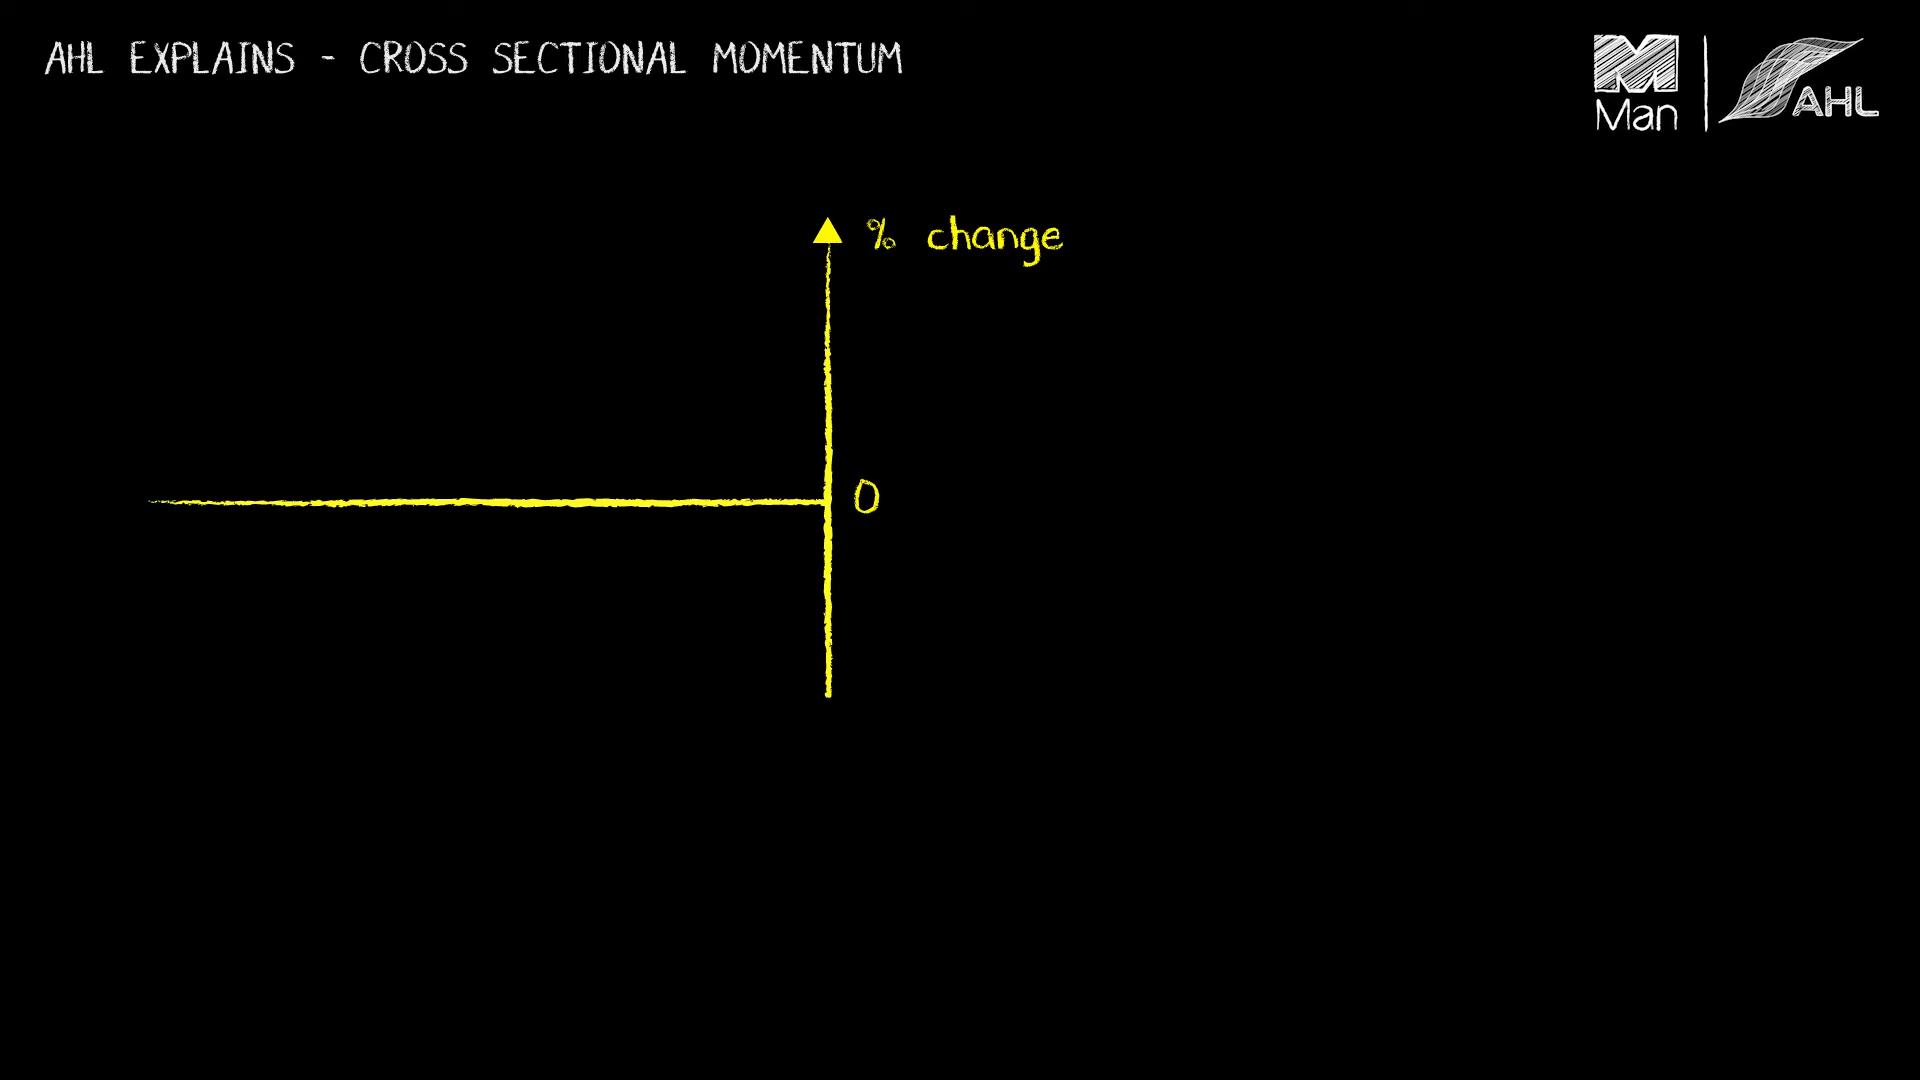 AHL EXPLAINS - CROSS SECTIONAL MOMENTUM
M
Man
AHL
% change
0